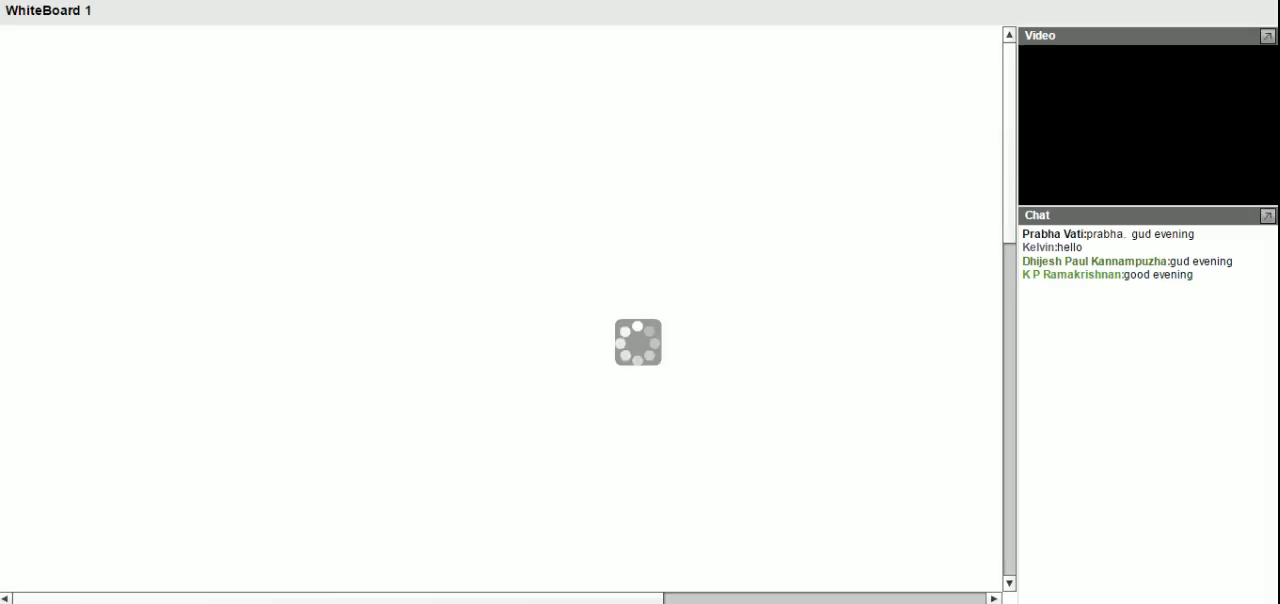 WhiteBoard 1
Video
Chat
Prabha Vati:prabha. gud evening
Kelvin:hello
Dhijesh Paul Kannampuzha:gud evening
K P Ramakrishnan:good evening